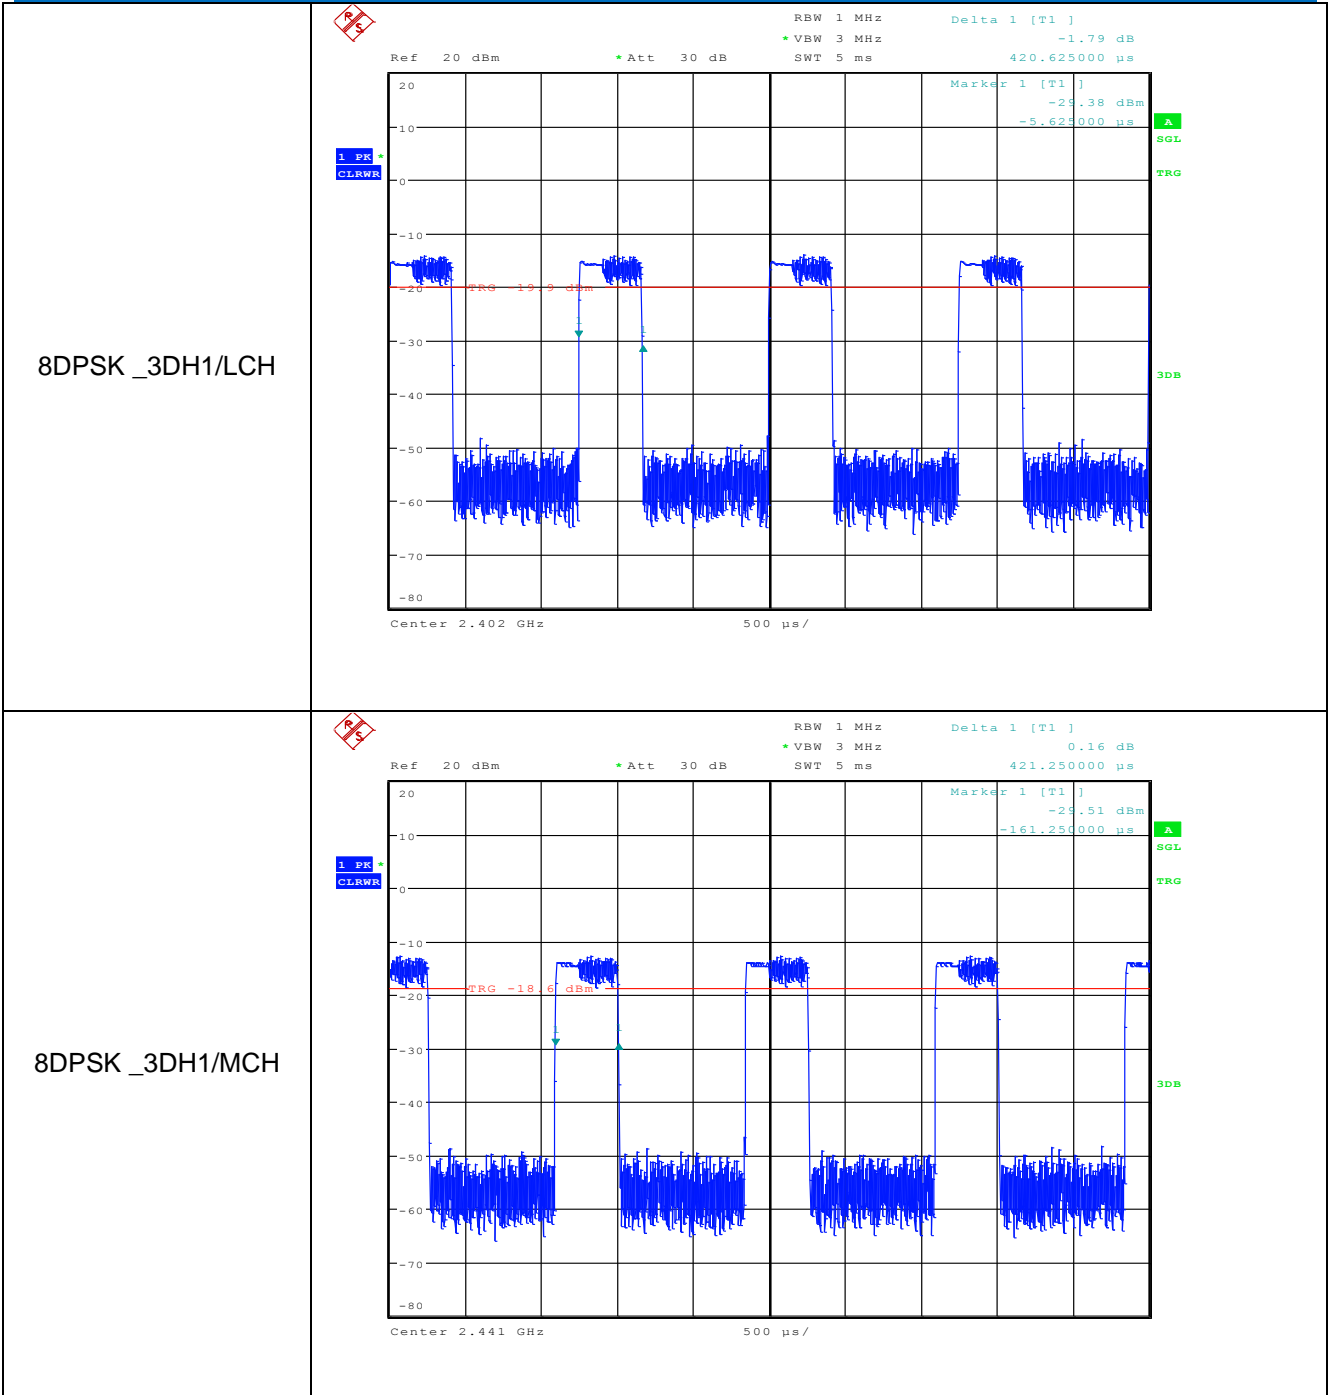 8DPSK _3DH1/LCH
R S
RBW 1 MHz
Delta 1 [T1 ]
* VBW 3 MHz
-1.79 dB
Ref 20 dBm
* Att 30 dB
SWT 5 ms
420.625000 µs
20
Marker 1 [T1 ]
-29.38 dBm
-5.625000 µs
A
SGL
10
1 PK *
CLRWR
TRG
0
-10
-20
TRG -19.9 dBm
1
1
-30
3DB
-40
-50
-60
-70
-80
Center 2.402 GHz
500 µs/
8DPSK _3DH1/MCH
R S
RBW 1 MHz
Delta 1 [T1 ]
* VBW 3 MHz
0.16 dB
Ref 20 dBm
* Att 30 dB
SWT 5 ms
421.250000 µs
20
Marker 1 [T1 ]
-29.51 dBm
-161.250000 µs
A
SGL
10
1 PK *
CLRWR
TRG
0
-10
TRG -18.6 dBm
-20
1
1
-30
3DB
-40
-50
-60
-70
-80
Center 2.441 GHz
500 µs/